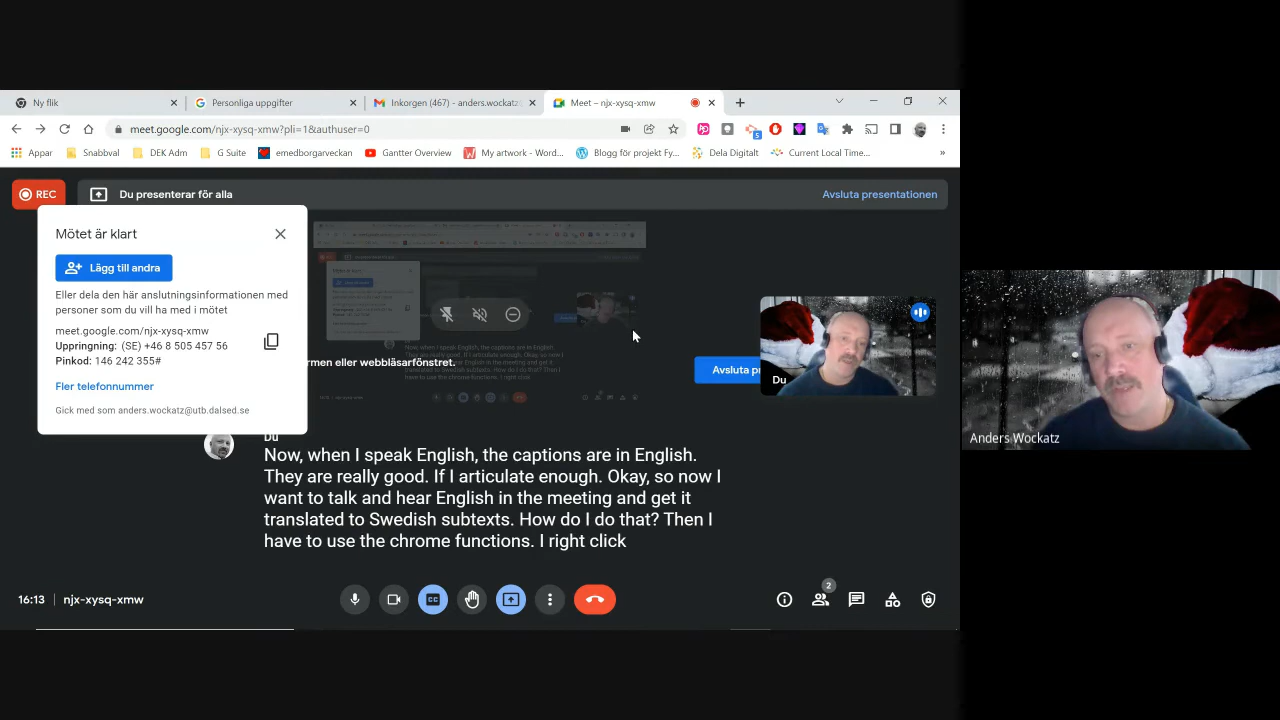 Ny flik
Personliga uppgifter
Inkorgen (467) - anders.wockatz@
Meet – njx-xysq-xmw
meet.google.com/njx-xysq-xmw?pli=1&authuser=0
5
Appar
Snabbval
DEK Adm
G Suite
emedborgarveckan
Gantter Overview
My artwork - Word...
Blogg för projekt Fy...
Dela Digitalt
Current Local Time...
»
REC
Du presenterar för alla
Avsluta presentationen
Mötet är klart
Lägg till andra
Eller dela den här anslutningsinformationen med
personer som du vill ha med i mötet
meet.google.com/njx-xysq-xmw
Uppringning: (SE) +46 8 505 457 56
Pinkod: 146 242 355#
Fler telefonnummer
Gick med som anders.wockatz@utb.dalsed.se
rmen eller webbläsarfönstret.
Avsluta pr
Du
Anders Wockatz
Du
Now, when I speak English, the captions are in English.
They are really good. If I articulate enough. Okay, so now I
want to talk and hear English in the meeting and get it
translated to Swedish subtexts. How do I do that? Then I
have to use the chrome functions. I right click
16:13
njx-xysq-xmw
CC
2